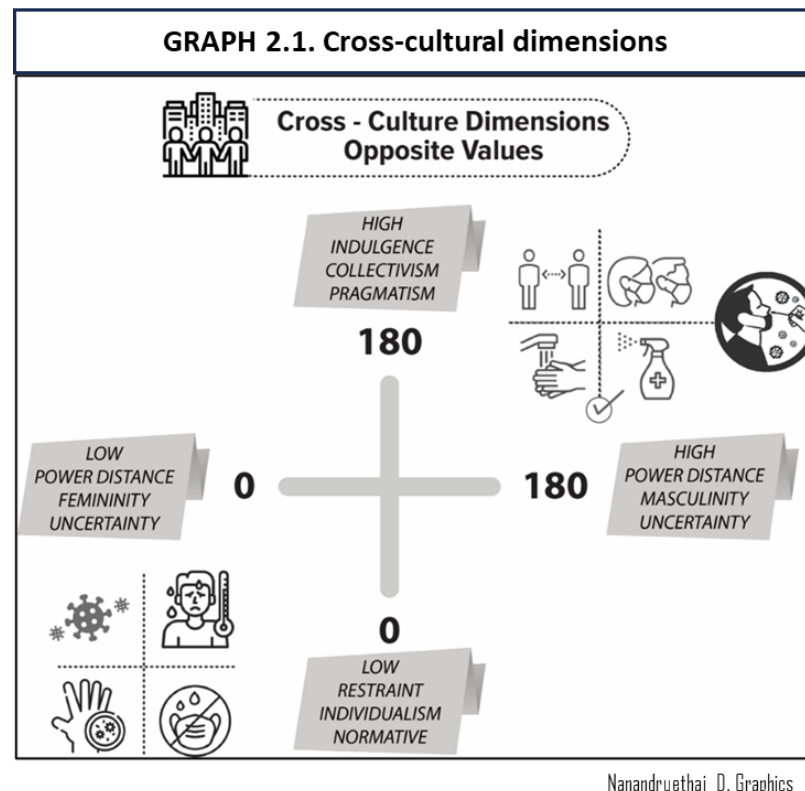 GRAPH 2.1. Cross-cultural dimensions
Cross - Culture Dimensions
Opposite Values
HIGH
INDULGENCE
COLLECTIVISM
PRAGMATISM
180
LOW
POWER DISTANCE
FEMININITY
UNCERTAINTY
0
180
HIGH
POWER DISTANCE
MASCULINITY
UNCERTAINTY
0
LOW
RESTRAINT
INDIVIDUALISM
NORMATIVE
Nanandruethai_D. Graphics